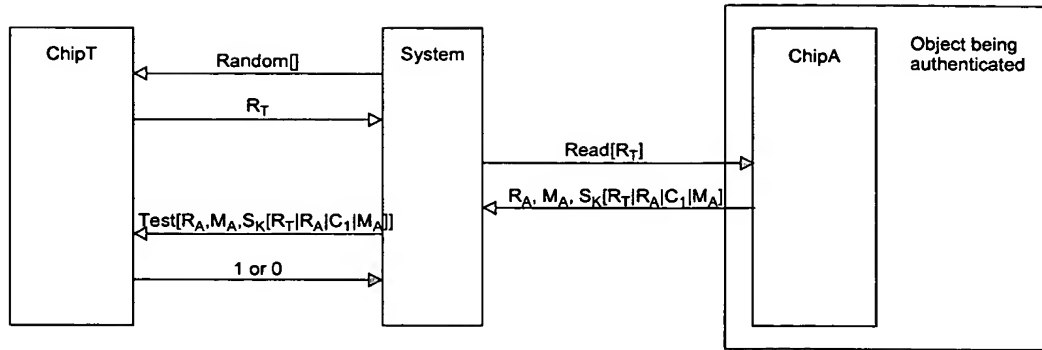 ChipT
System
ChipA
Object being
authenticated
Random[]
R_T
Read[R_T]
R_A, M_A, S_K[R_T|R_A|C_1|M_A]
Test[R_A,M_A,S_K[R_T|R_A|C_1|M_A]]
1 or 0